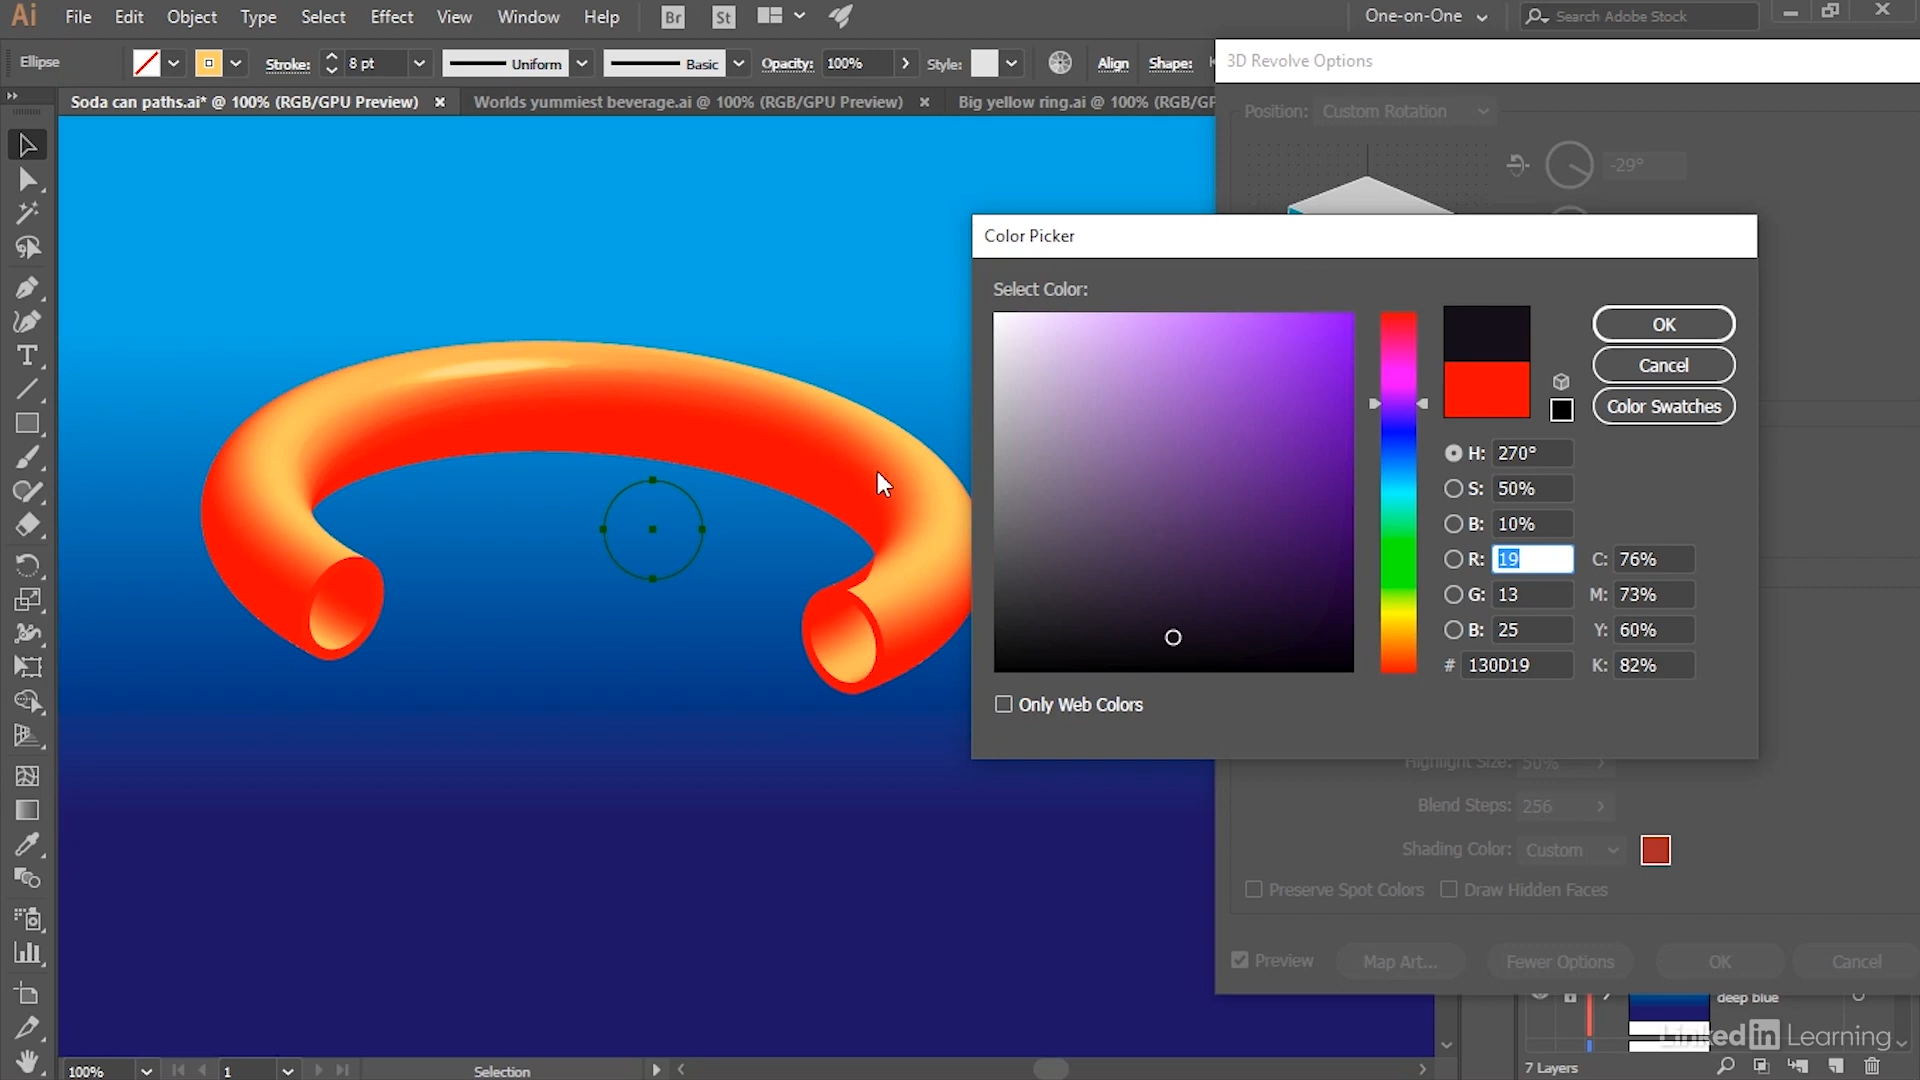 Ai File Edit Object Type Select Effect View Window Help Br St One-on-One Search Adobe Stock
Ellipse Stroke: 8 pt Uniform Basic Opacity: 100% Style: Align Shape:
3D Revolve Options
Soda can paths.ai* @ 100% (RGB/GPU Preview) × Worlds yummiest beverage.ai @ 100% (RGB/GPU Preview) × Big yellow ring.ai @ 100% (RGB/GP
Position: Custom Rotation
-29°
Color Picker
Select Color:
OK
Cancel
Color Swatches
H: 270°
S: 50%
B: 10%
R: 19 C: 76%
G: 13 M: 73%
B: 25 Y: 60%
# 130D19 K: 82%
Only Web Colors
Highlight Size: 50%
Blend Steps: 256
Shading Color: Custom
Preserve Spot Colors Draw Hidden Faces
Preview Map Art... Fewer Options OK Cancel
deep blue
Linkedin Learning
100% 1 Selection 7 Layers